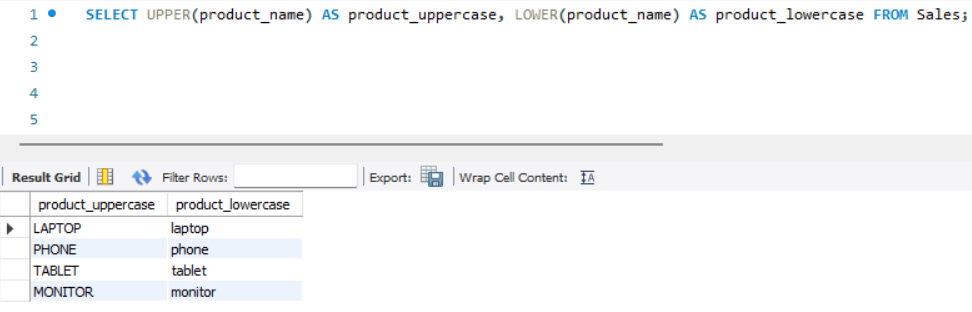 1 SELECT UPPER(product_name) AS product_uppercase, LOWER(product_name) AS product_lowercase FROM Sales;
2
3
4
5
Result Grid Filter Rows: Export: Wrap Cell Content: IA
product_uppercase product_lowercase
LAPTOP laptop
PHONE phone
TABLET tablet
MONITOR monitor